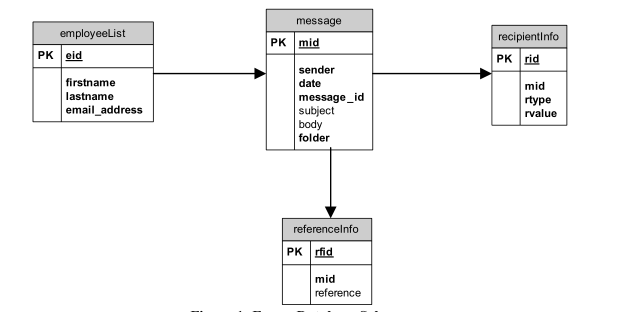 employeeList
PK eid
firstname
lastname
email_address
message
PK mid
sender
date
message_id
subject
body
folder
recipientInfo
PK rid
mid
rtype
rvalue
referenceInfo
PK rfid
mid
reference